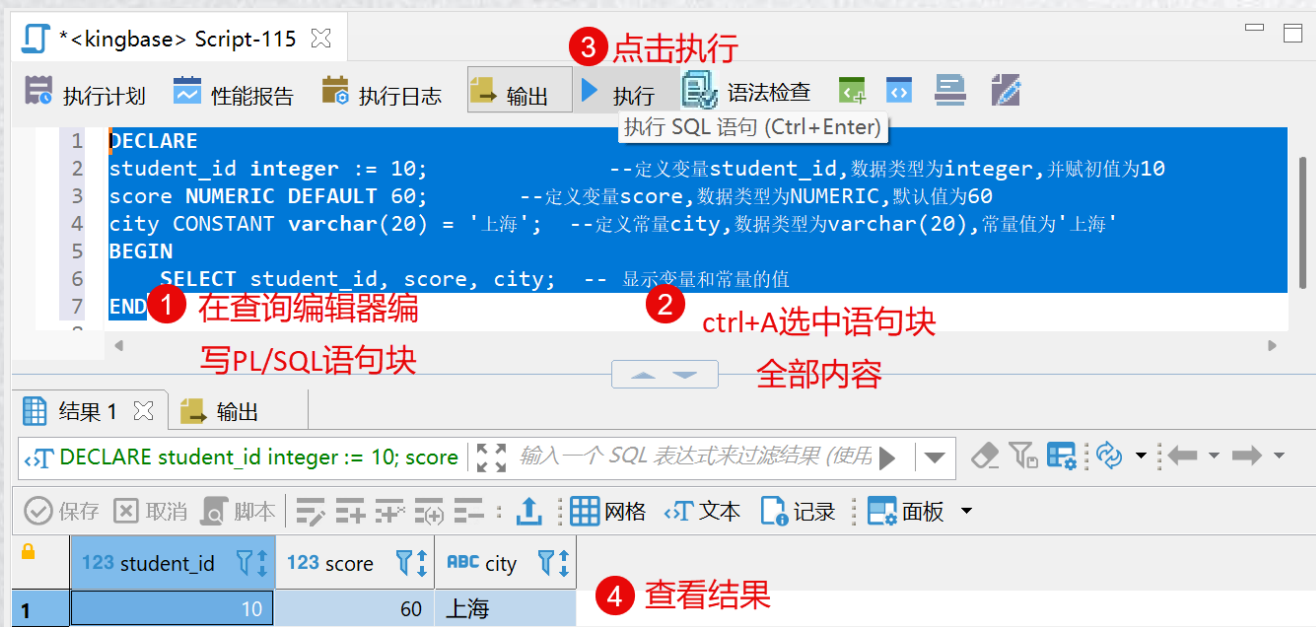 *<kingbase> Script-115
3 点击执行
执行计划 性能报告 执行日志 输出 执行 语法检查
执行 SQL 语句 (Ctrl+Enter)
1 DECLARE
2 student_id integer := 10; --定义变量student_id,数据类型为integer,并赋初值为10
3 score NUMERIC DEFAULT 60; --定义变量score,数据类型为NUMERIC,默认值为60
4 city CONSTANT varchar(20) = '上海'; --定义常量city,数据类型为varchar(20),常量值为'上海'
5 BEGIN
6 SELECT student_id, score, city; -- 显示变量和常量的值
7 END
1 在查询编辑器编
写PL/SQL语句块
2 ctrl+A选中语句块
全部内容
结果 1 输出
DECLARE student_id integer := 10; score 输入一个 SQL 表达式来过滤结果 (使用
保存 取消 脚本 网格 文本 记录 面板
123 student_id 123 score ABC city
1 10 60 上海
4 查看结果